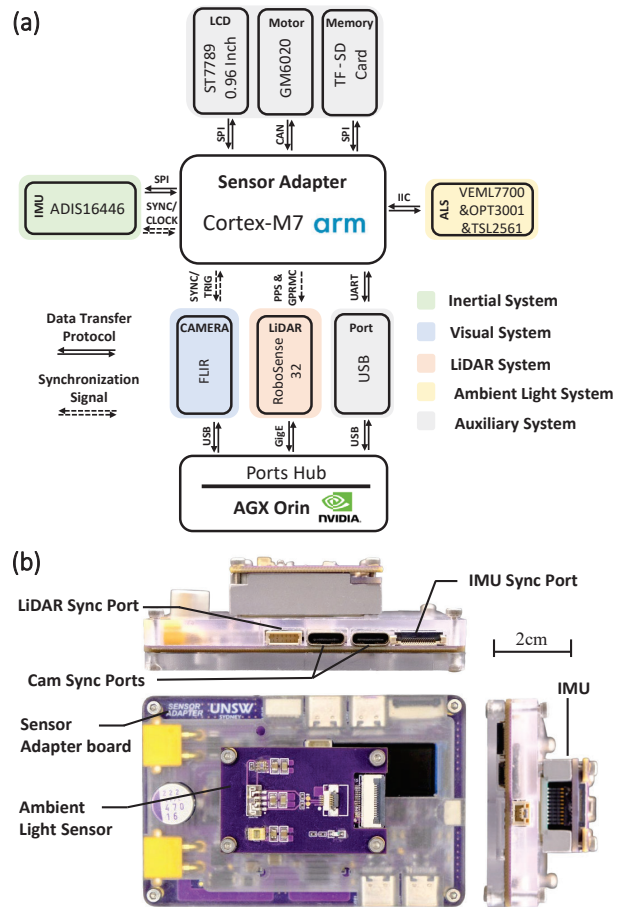 (a)
LCD
ST7789
0.96 Inch
Motor
GM6020
Memory
TF - SD
Card
SPI
CAN
SPI
IMU
ADIS16446
SPI
SYNC/
CLOCK
Sensor Adapter
Cortex-M7 arm
IIC
ALS
VEML7700
&OPT3001
&TSL2561
SYNC/
TRIG
PPS &
GPRMC
UART
Data Transfer
Protocol
Synchronization
Signal
CAMERA
FLIR
LiDAR
RoboSense
32
Port
USB
Inertial System
Visual System
LiDAR System
Ambient Light System
Auxiliary System
USB
GigE
USB
Ports Hub
AGX Orin
NVIDIA.
(b)
IMU Sync Port
LiDAR Sync Port
Cam Sync Ports
2cm
IMU
Sensor
Adapter board
SENSOR
ADAPTER
UNSW
SYDNEY
Ambient
Light Sensor
222
470
16